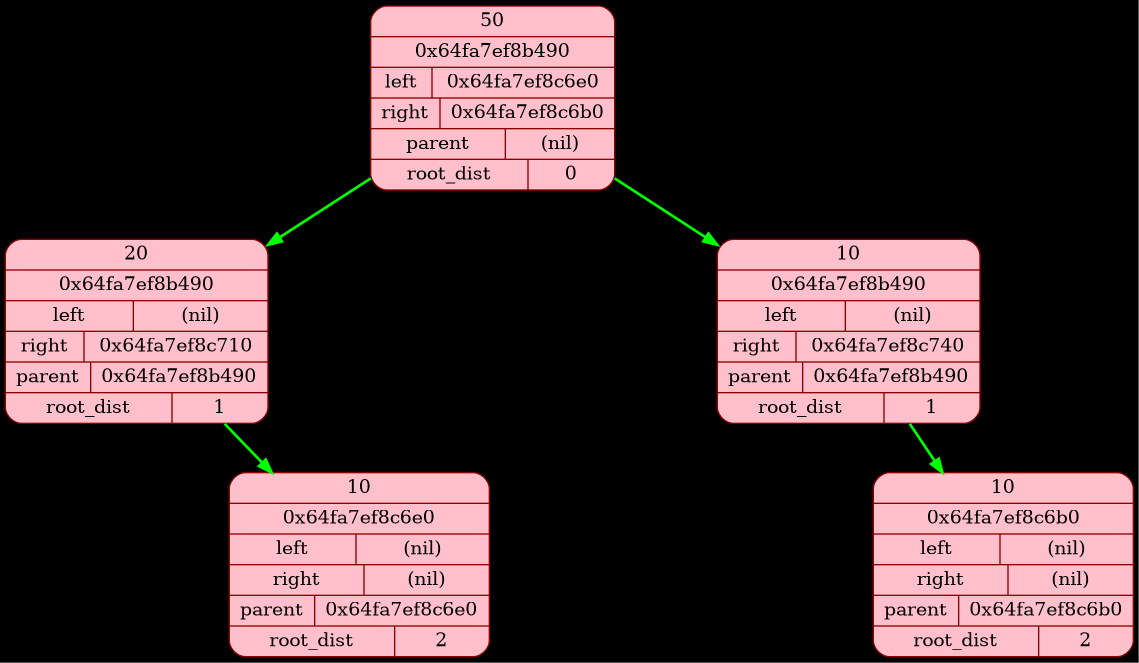 50
0x64fa7ef8b490
left 0x64fa7ef8c6e0
right 0x64fa7ef8c6b0
parent (nil)
root_dist 0
20
0x64fa7ef8b490
left (nil)
right 0x64fa7ef8c710
parent 0x64fa7ef8b490
root_dist 1
10
0x64fa7ef8b490
left (nil)
right 0x64fa7ef8c740
parent 0x64fa7ef8b490
root_dist 1
10
0x64fa7ef8c6e0
left (nil)
right (nil)
parent 0x64fa7ef8c6e0
root_dist 2
10
0x64fa7ef8c6b0
left (nil)
right (nil)
parent 0x64fa7ef8c6b0
root_dist 2